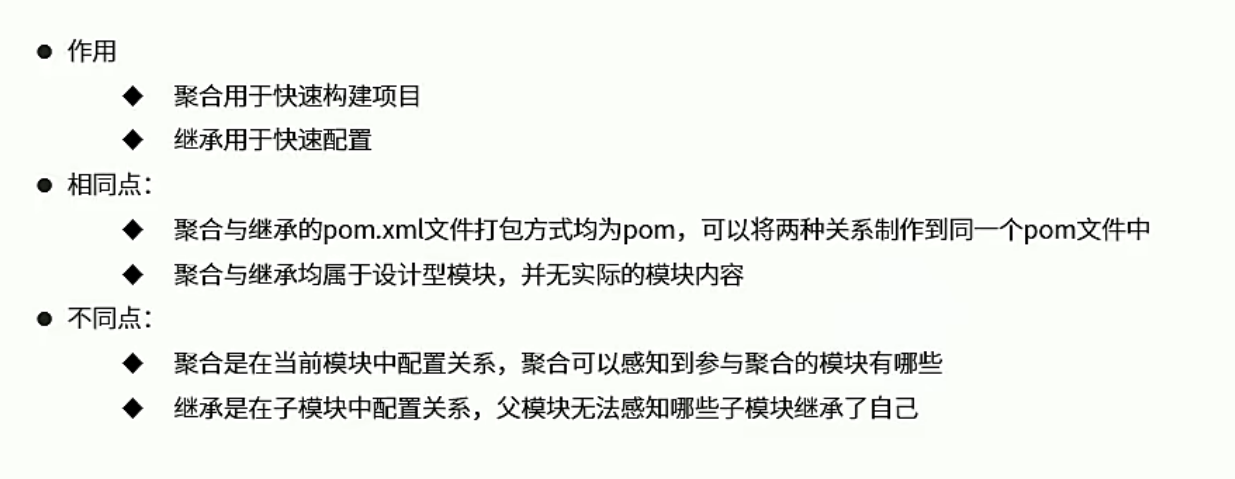 ● 作用
◆ 聚合用于快速构建项目
◆ 继承用于快速配置
● 相同点：
◆ 聚合与继承的pom.xml文件打包方式均为pom，可以将两种关系制作到同一个pom文件中
◆ 聚合与继承均属于设计型模块，并无实际的模块内容
● 不同点：
◆ 聚合是在当前模块中配置关系，聚合可以感知到参与聚合的模块有哪些
◆ 继承是在子模块中配置关系，父模块无法感知哪些子模块继承了自己